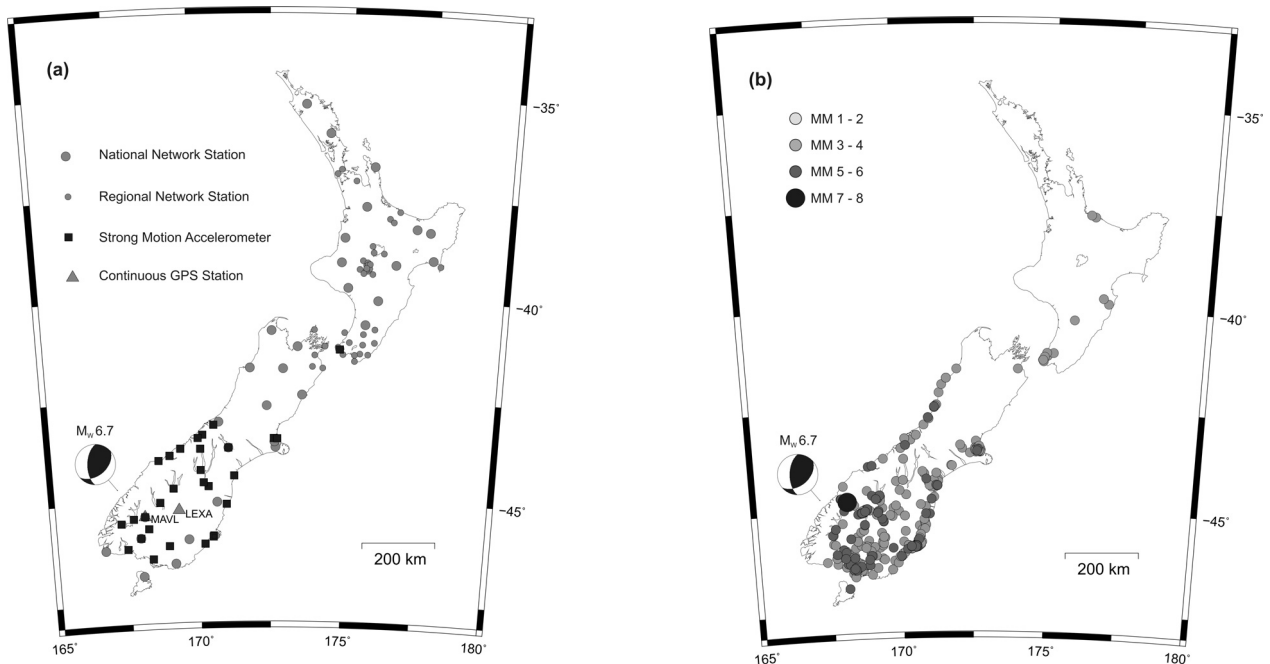 (a)
National Network Station
Regional Network Station
Strong Motion Accelerometer
Continuous GPS Station
Mw 6.7
MAVL
LEXA
200 km
−35°
−40°
−45°
165°
170°
175°
180°
(b)
MM 1 - 2
MM 3 - 4
MM 5 - 6
MM 7 - 8
Mw 6.7
200 km
−35°
−40°
−45°
165°
170°
175°
180°